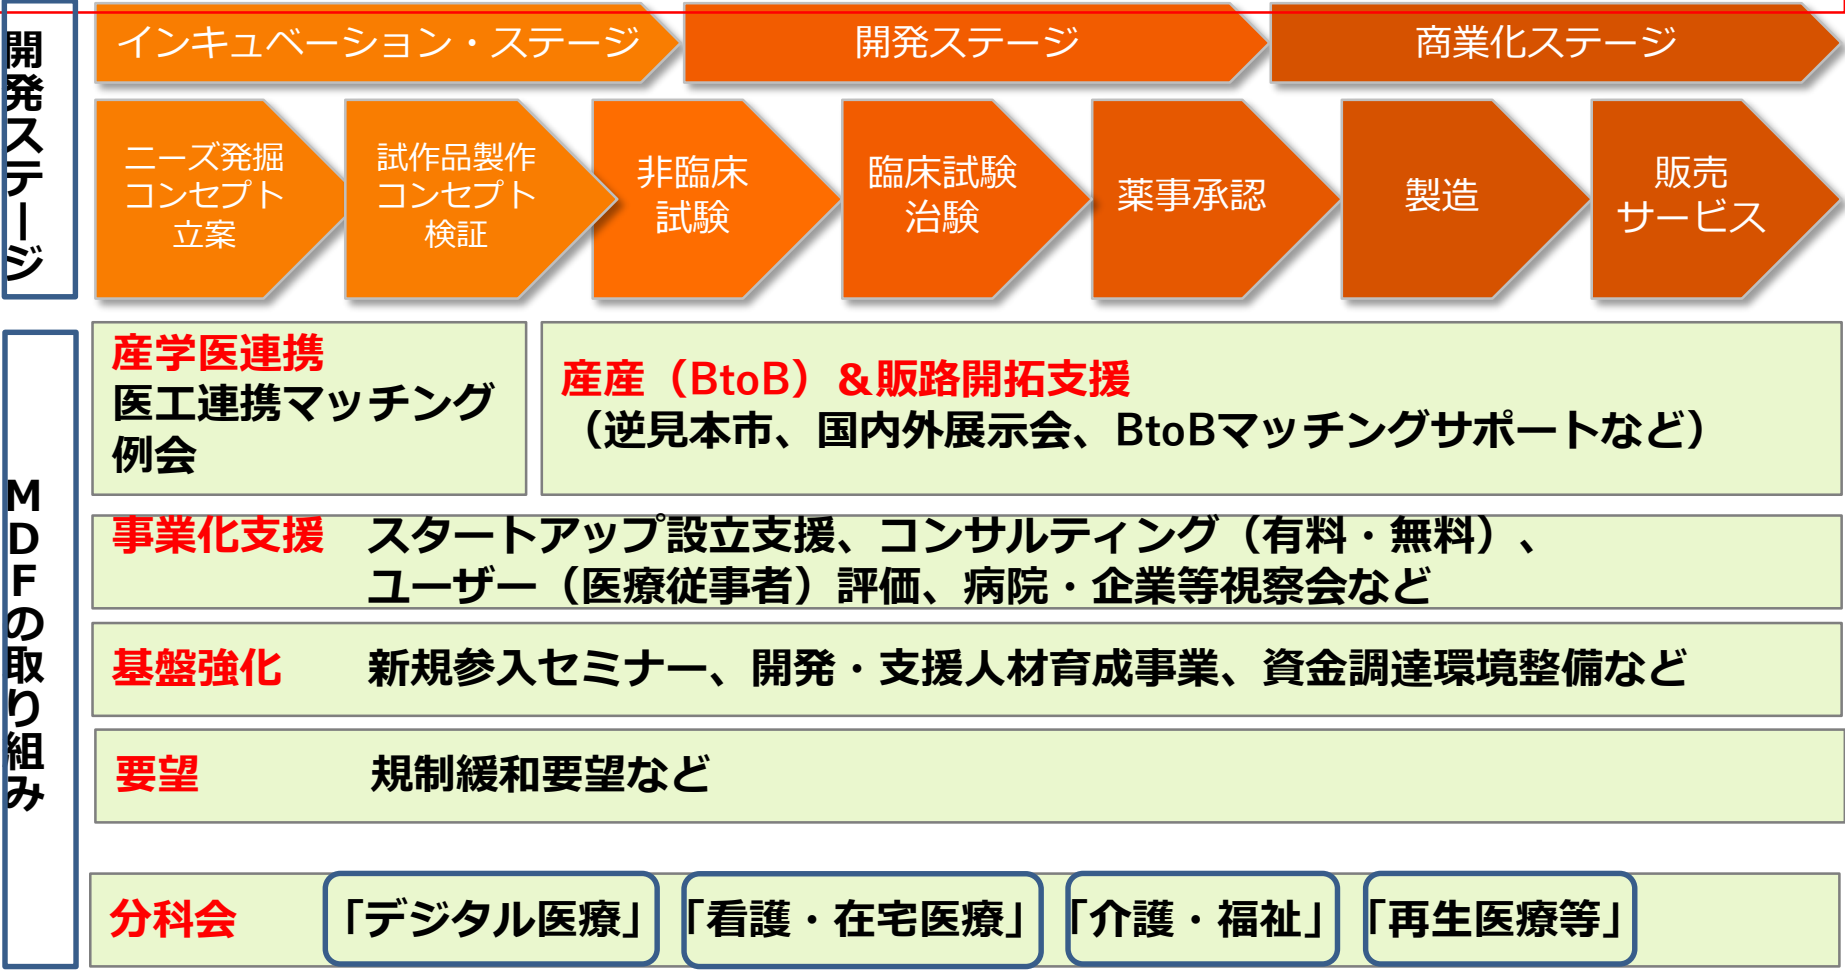 開発ステージ
インキュベーション・ステージ
開発ステージ
商業化ステージ
ニーズ発掘
コンセプト
立案
試作品製作
コンセプト
検証
非臨床
試験
臨床試験
治験
薬事承認
製造
販売
サービス
MDFの取り組み
産学医連携
医工連携マッチング
例会
産産（BtoB）＆販路開拓支援
（逆見本市、国内外展示会、BtoBマッチングサポートなど）
事業化支援　スタートアップ設立支援、コンサルティング（有料・無料）、
ユーザー（医療従事者）評価、病院・企業等視察会など
基盤強化　新規参入セミナー、開発・支援人材育成事業、資金調達環境整備など
要望　規制緩和要望など
分科会　「デジタル医療」　「看護・在宅医療」　「介護・福祉」　「再生医療等」